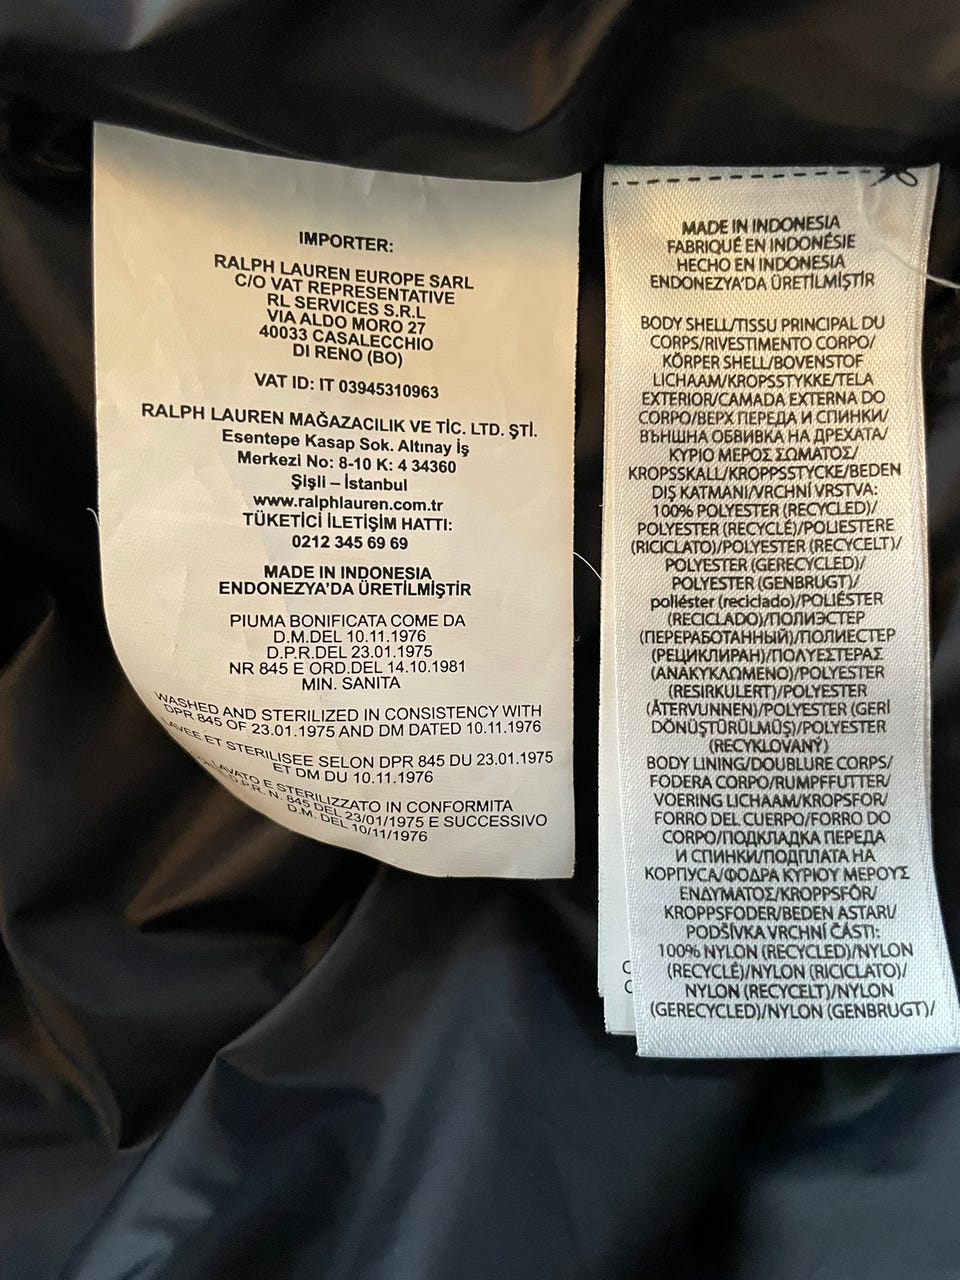 IMPORTER:
RALPH LAUREN EUROPE SARL
C/O VAT REPRESENTATIVE
RL SERVICES S.R.L
VIA ALDO MORO 27
40033 CASALECCHIO
DI RENO (BO)
VAT ID: IT 03945310963
RALPH LAUREN MAĞAZACILIK VE TİC. LTD. ŞTİ.
Esentepe Kasap Sok. Altınay İş
Merkezi No: 8-10 K: 4 34360
Şişli – İstanbul
www.ralphlauren.com.tr
TÜKETİCİ İLETİŞİM HATTI:
0212 345 69 69
MADE IN INDONESIA
ENDONEZYA'DA ÜRETİLMİŞTİR
PIUMA BONIFICATA COME DA
D.M.DEL 10.11.1976
D.P.R.DEL 23.01.1975
NR 845 E ORD.DEL 14.10.1981
MIN. SANITA
WASHED AND STERILIZED IN CONSISTENCY WITH
DPR 845 OF 23.01.1975 AND DM DATED 10.11.1976
LAVEE ET STERILISEE SELON DPR 845 DU 23.01.1975
ET DM DU 10.11.1976
LAVATO E STERILIZZATO IN CONFORMITA
D.P.R. N. 845 DEL 23/01/1975 E SUCCESSIVO
D.M. DEL 10/11/1976
MADE IN INDONESIA
FABRIQUÉ EN INDONÉSIE
HECHO EN INDONESIA
ENDONEZYA'DA ÜRETİLMİŞTİR
BODY SHELL/TISSU PRINCIPAL DU
CORPS/RIVESTIMENTO CORPO/
KÖRPER SHELL/BOVENSTOF
LICHAAM/KROPSSTYKKE/TELA
EXTERIOR/CAMADA EXTERNA DO
CORPO/ВЕРХ ПЕРЕДА И СПИНКИ/
ВЪНШНА ОБВИВКА НА ДРЕХАТА/
ΚΥΡΙΟ ΜΕΡΟΣ ΣΩΜΑΤΟΣ/
KROPSSKALL/KROPPSSTYCKE/BEDEN
DIŞ KATMANI/VRCHNÍ VRSTVA:
100% POLYESTER (RECYCLED)/
POLYESTER (RECYCLÉ)/POLIESTERE
(RICICLATO)/POLYESTER (RECYCELT)/
POLYESTER (GERECYCLED)/
POLYESTER (GENBRUGT)/
poliéster (reciclado)/POLIÉSTER
(RECICLADO)/ПОЛИЭСТЕР
(ПЕРЕРАБОТАННЫЙ)/ПОЛИЕСТЕР
(РЕЦИКЛИРАН)/ΠΟΛΥΕΣΤΕΡΑΣ
(ΑΝΑΚΥΚΛΩΜΕΝΟ)/POLYESTER
(RESIRKULERT)/POLYESTER
(ÅTERVUNNEN)/POLYESTER (GERİ
DÖNÜŞTÜRÜLMÜŞ)/POLYESTER
(RECYKLOVANÝ)
BODY LINING/DOUBLURE CORPS/
FODERA CORPO/RUMPFFUTTER/
VOERING LICHAAM/KROPSFOR/
FORRO DEL CUERPO/FORRO DO
CORPO/ПОДКЛАДКА ПЕРЕДА
И СПИНКИ/ПОДПЛАТА НА
КОРПУСА/ΦΟΔΡΑ ΚΥΡΙΟΥ ΜΕΡΟΥΣ
ΕΝΔΥΜΑΤΟΣ/KROPPSFÔR/
KROPPSFODER/BEDEN ASTARI/
PODŠÍVKA VRCHNÍ ČÁSTI:
100% NYLON (RECYCLED)/NYLON
(RECYCLÉ)/NYLON (RICICLATO)/
NYLON (RECYCELT)/NYLON
(GERECYCLED)/NYLON (GENBRUGT)/